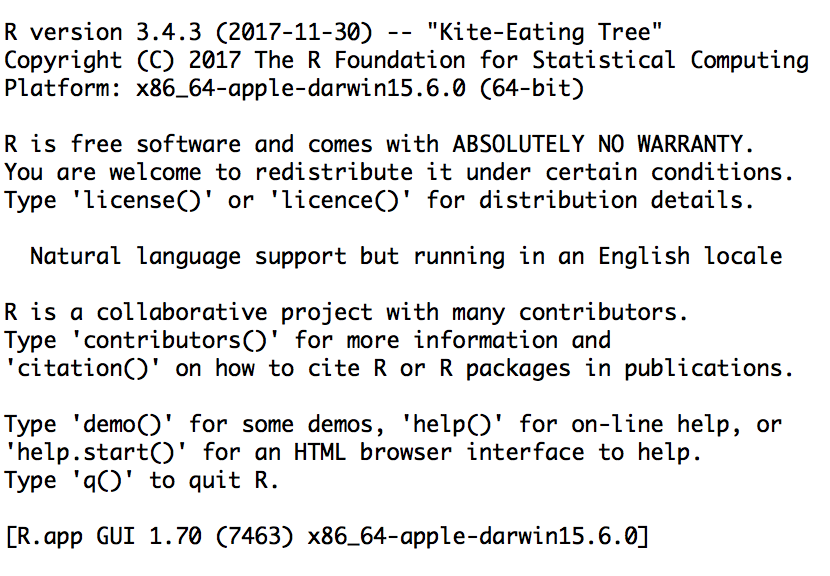 R version 3.4.3 (2017-11-30) -- "Kite-Eating Tree"
Copyright (C) 2017 The R Foundation for Statistical Computing
Platform: x86_64-apple-darwin15.6.0 (64-bit)
R is free software and comes with ABSOLUTELY NO WARRANTY.
You are welcome to redistribute it under certain conditions.
Type 'license()' or 'licence()' for distribution details.
Natural language support but running in an English locale
R is a collaborative project with many contributors.
Type 'contributors()' for more information and
'citation()' on how to cite R or R packages in publications.
Type 'demo()' for some demos, 'help()' for on-line help, or
'help.start()' for an HTML browser interface to help.
Type 'q()' to quit R.
[R.app GUI 1.70 (7463) x86_64-apple-darwin15.6.0]